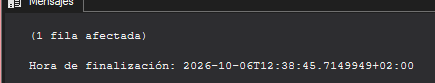 Mensajes
(1 fila afectada)
Hora de finalización: 2026-10-06T12:38:45.7149949+02:00